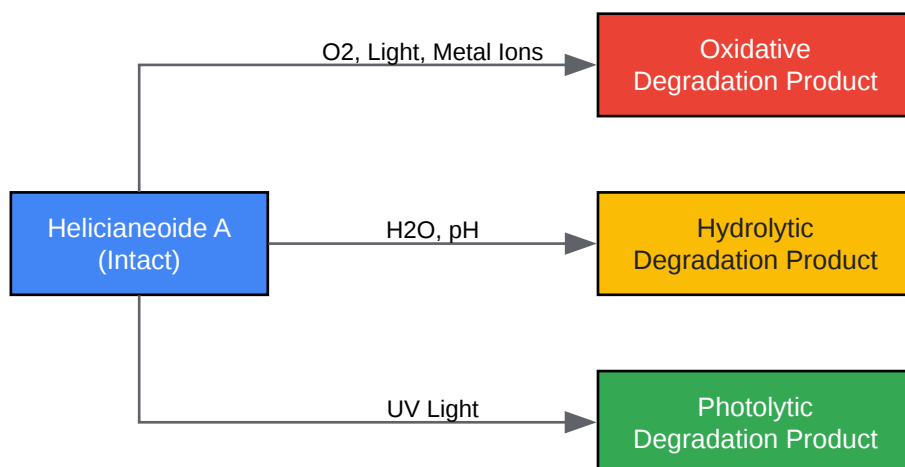 O2, Light, Metal Ions
Oxidative
Degradation Product
Helicianeoide A
(Intact)
H2O, pH
Hydrolytic
Degradation Product
UV Light
Photolytic
Degradation Product